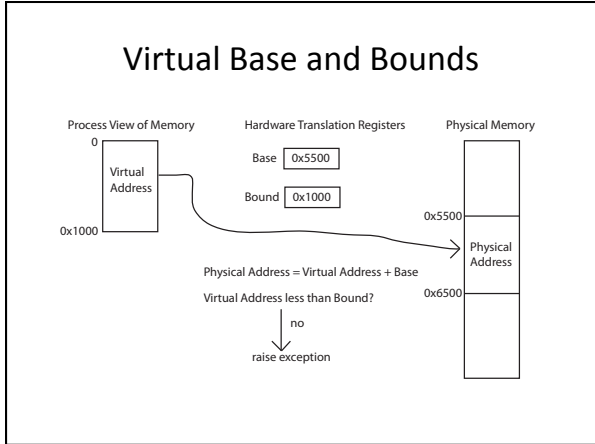 Virtual Base and Bounds
Process View of Memory
Hardware Translation Registers
Physical Memory
0
Virtual
Address
0x1000
Base
0x5500
Bound
0x1000
0x5500
Physical
Address
0x6500
Physical Address = Virtual Address + Base
Virtual Address less than Bound?
no
raise exception